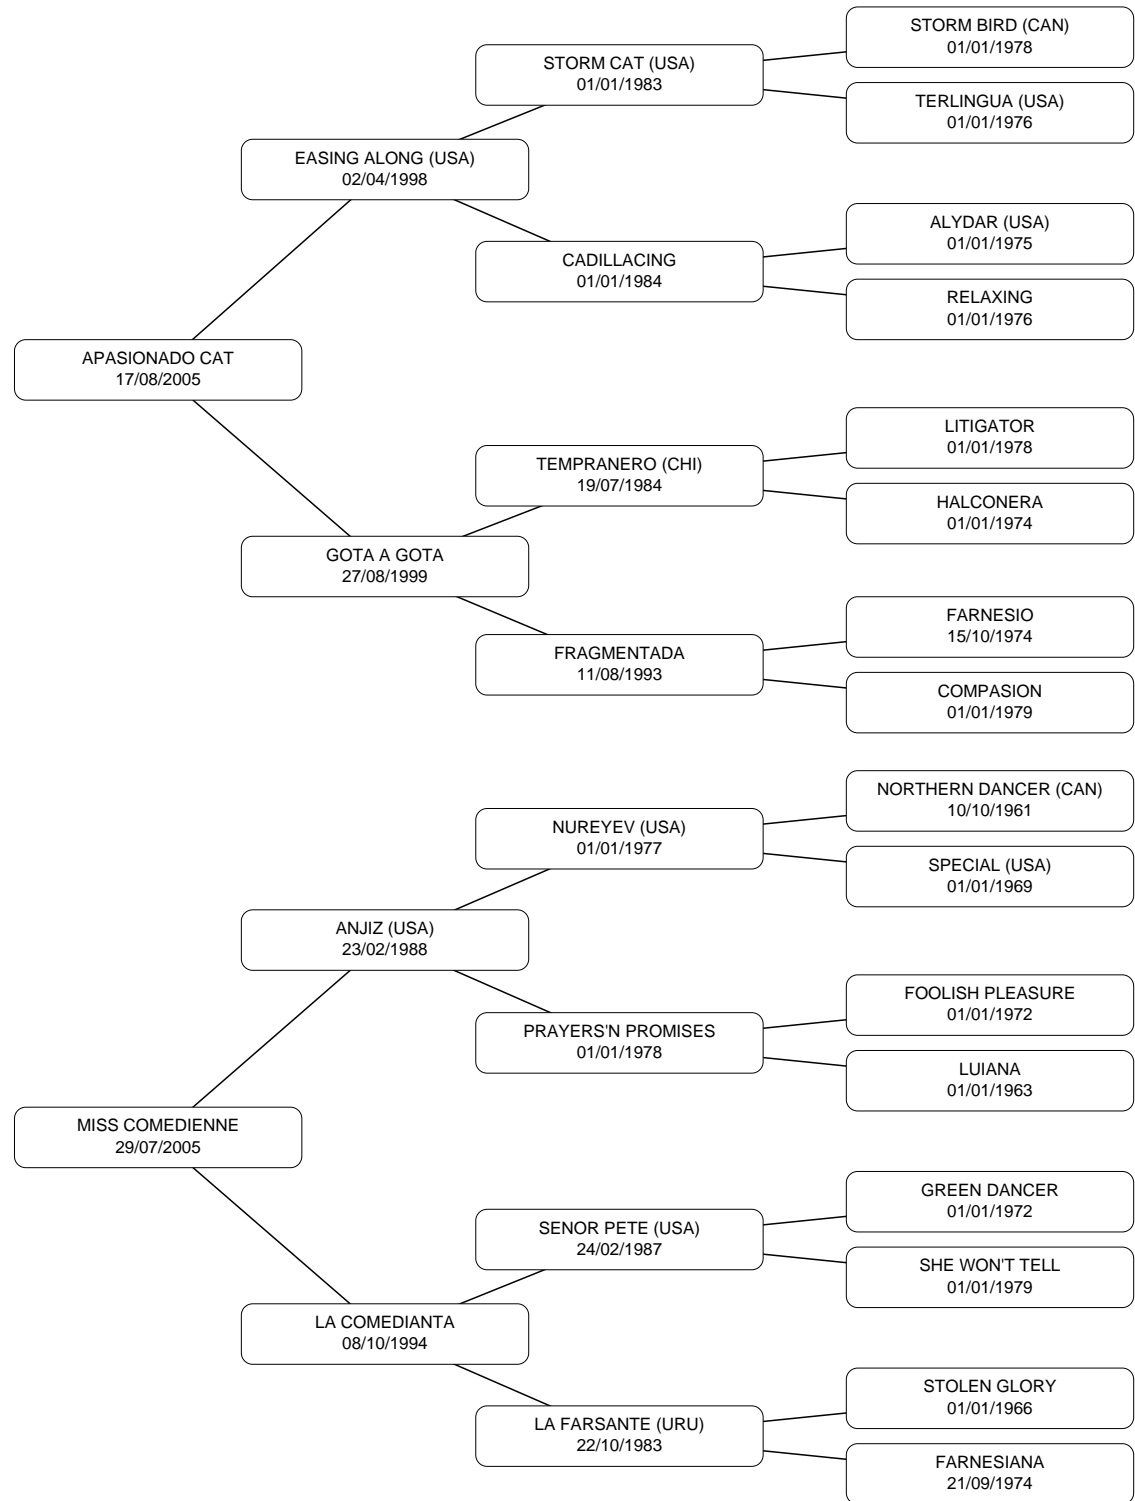 STORM BIRD (CAN)
01/01/1978
STORM CAT (USA)
01/01/1983
TERLINGUA (USA)
01/01/1976
EASING ALONG (USA)
02/04/1998
ALYDAR (USA)
01/01/1975
CADILLACING
01/01/1984
RELAXING
01/01/1976
APASIONADO CAT
17/08/2005
LITIGATOR
01/01/1978
TEMPRANERO (CHI)
19/07/1984
HALCONERA
01/01/1974
GOTA A GOTA
27/08/1999
FARNESIO
15/10/1974
FRAGMENTADA
11/08/1993
COMPASION
01/01/1979
NORTHERN DANCER (CAN)
10/10/1961
NUREYEV (USA)
01/01/1977
SPECIAL (USA)
01/01/1969
ANJIZ (USA)
23/02/1988
FOOLISH PLEASURE
01/01/1972
PRAYERS'N PROMISES
01/01/1978
LUIANA
01/01/1963
MISS COMEDIENNE
29/07/2005
GREEN DANCER
01/01/1972
SENOR PETE (USA)
24/02/1987
SHE WON'T TELL
01/01/1979
LA COMEDIANTA
08/10/1994
STOLEN GLORY
01/01/1966
LA FARSANTE (URU)
22/10/1983
FARNESIANA
21/09/1974